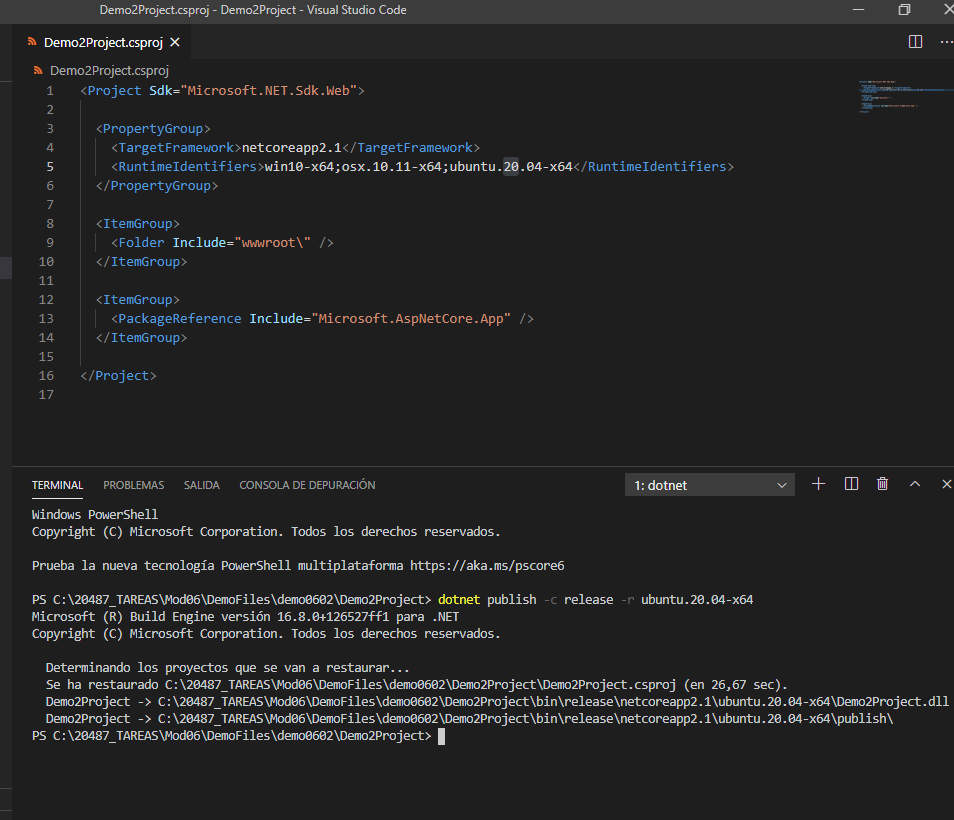 Demo2Project.csproj - Demo2Project - Visual Studio Code
Demo2Project.csproj
Demo2Project.csproj
1 <Project Sdk="Microsoft.NET.Sdk.Web">
2
3 <PropertyGroup>
4 <TargetFramework>netcoreapp2.1</TargetFramework>
5 <RuntimeIdentifiers>win10-x64;osx.10.11-x64;ubuntu.20.04-x64</RuntimeIdentifiers>
6 </PropertyGroup>
7
8 <ItemGroup>
9 <Folder Include="wwwroot\" />
10 </ItemGroup>
11
12 <ItemGroup>
13 <PackageReference Include="Microsoft.AspNetCore.App" />
14 </ItemGroup>
15
16 </Project>
17
TERMINAL PROBLEMAS SALIDA CONSOLA DE DEPURACIÓN 1: dotnet
Windows PowerShell
Copyright (C) Microsoft Corporation. Todos los derechos reservados.
Prueba la nueva tecnología PowerShell multiplataforma https://aka.ms/pscore6
PS C:\20487_TAREAS\Mod06\DemoFiles\demo0602\Demo2Project> dotnet publish -c release -r ubuntu.20.04-x64
Microsoft (R) Build Engine versión 16.8.0+126527ff1 para .NET
Copyright (C) Microsoft Corporation. Todos los derechos reservados.
Determinando los proyectos que se van a restaurar...
Se ha restaurado C:\20487_TAREAS\Mod06\DemoFiles\demo0602\Demo2Project\Demo2Project.csproj (en 26,67 sec).
Demo2Project -> C:\20487_TAREAS\Mod06\DemoFiles\demo0602\Demo2Project\bin\release\netcoreapp2.1\ubuntu.20.04-x64\Demo2Project.dll
Demo2Project -> C:\20487_TAREAS\Mod06\DemoFiles\demo0602\Demo2Project\bin\release\netcoreapp2.1\ubuntu.20.04-x64\publish\
PS C:\20487_TAREAS\Mod06\DemoFiles\demo0602\Demo2Project>